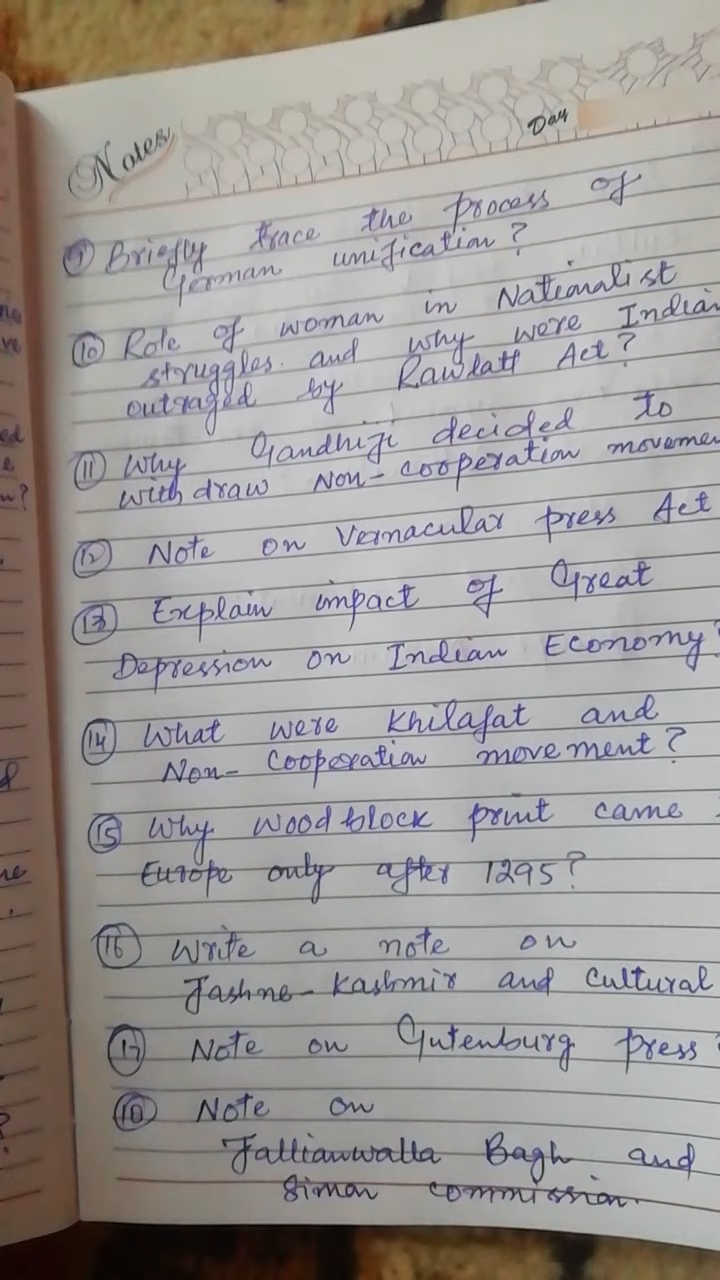 Notes
Day
9 Briefly trace the process of
German unification?
10 Role of woman in Nationalist
struggles. and why were Indian
outraged by Rawlatt Act?
11 Why Gandhiji decided to
withdraw Non-cooperation movemen
12 Note on Vernacular press Act
13 Explain impact of Great
Depression on Indian Economy?
14 What were Khilafat and
Non-Cooperation movement?
15 Why woodblock print came
Europe only after 1295?
16 Write a note on
Jashne-Kashmir and cultural
17 Note on Gutenburg press?
18 Note on
Jallianwalla Bagh and
Simon commission.